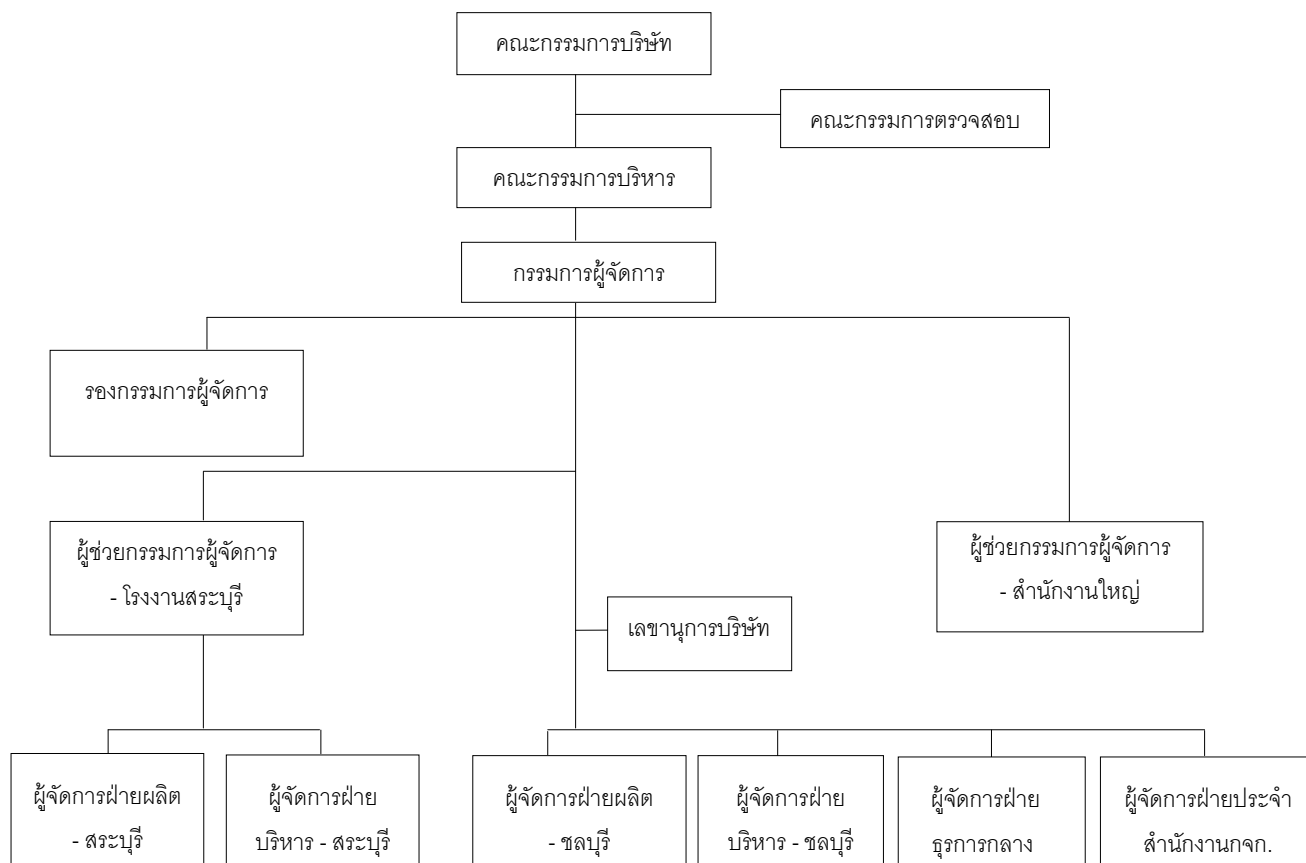 คณะกรรมการบริษัท
คณะกรรมการตรวจสอบ
คณะกรรมการบริหาร
กรรมการผู้จัดการ
รองกรรมการผู้จัดการ
ผู้ช่วยกรรมการผู้จัดการ
- โรงงานสระบุรี
ผู้ช่วยกรรมการผู้จัดการ
- สำนักงานใหญ่
เลขานุการบริษัท
ผู้จัดการฝ่ายผลิต
- สระบุรี
ผู้จัดการฝ่าย
บริหาร - สระบุรี
ผู้จัดการฝ่ายผลิต
- ชลบุรี
ผู้จัดการฝ่าย
บริหาร - ชลบุรี
ผู้จัดการฝ่าย
ธุรการกลาง
ผู้จัดการฝ่ายประจำ
สำนักงานกจก.